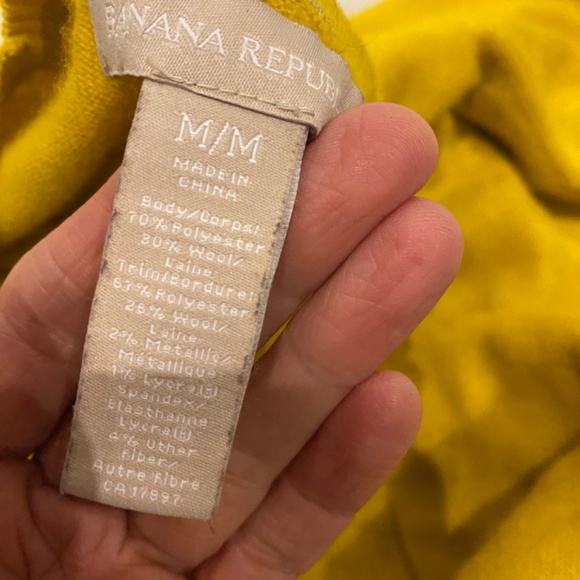 BANANA REPUB
M/M
MADE IN
CHINA
Body/Corps:
70% Polyester
30% Wool/
Laine
Trim/Bordure:
67% Polyester
26% Wool/
Laine
2% Metallic/
Métallique
1% Lycra(R)
Spandex/
Elasthanne
Lycra(R)
4% Other
Fiber/
Autre Fibre
CA 17897